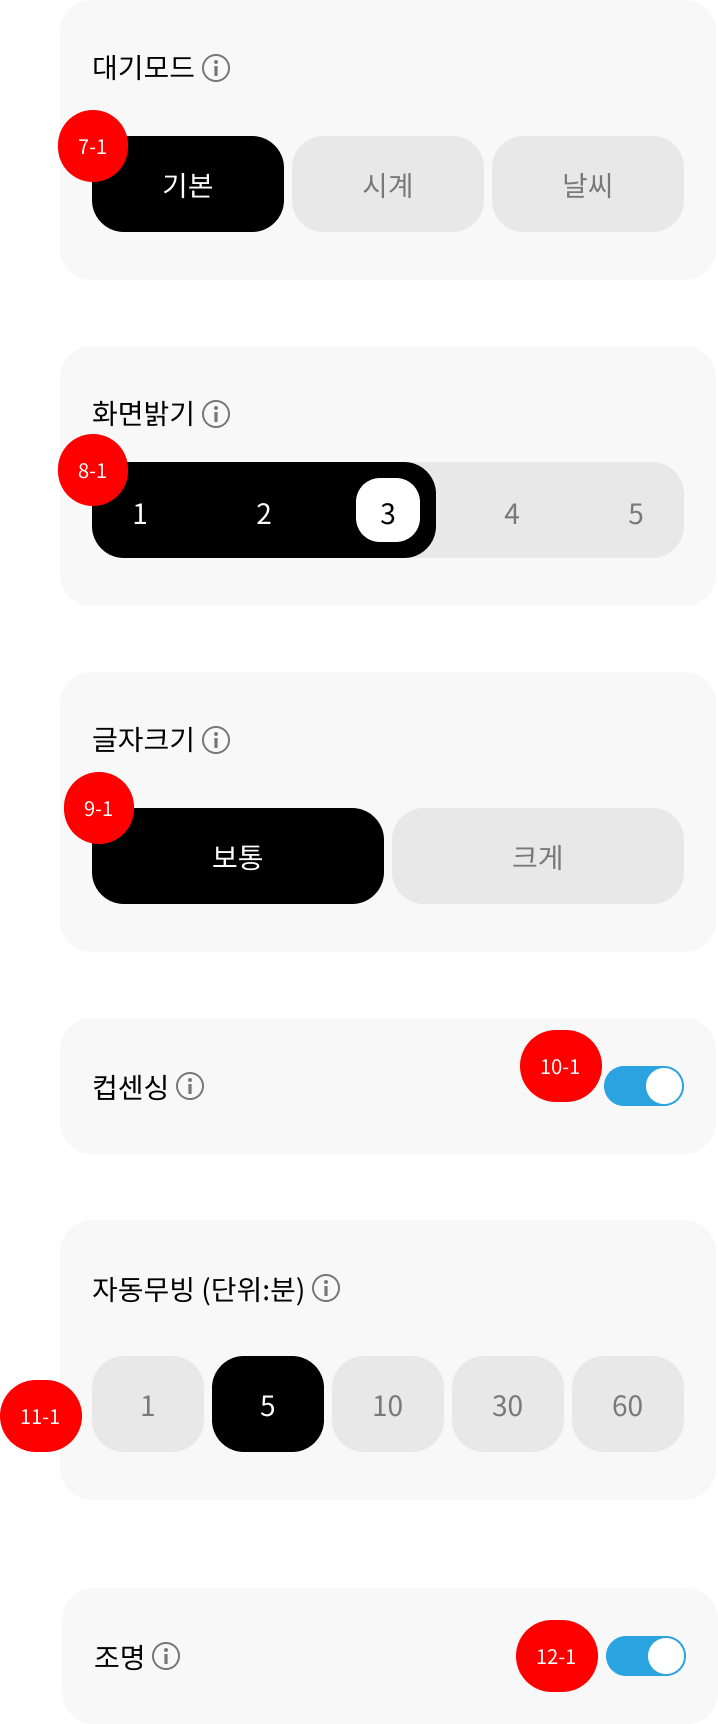 대기모드
7-1
기본 시계 날씨
화면밝기
8-1
1 2 3 4 5
글자크기
9-1
보통 크게
10-1
컵센싱
자동무빙 (단위:분)
11-1
1 5 10 30 60
조명
12-1